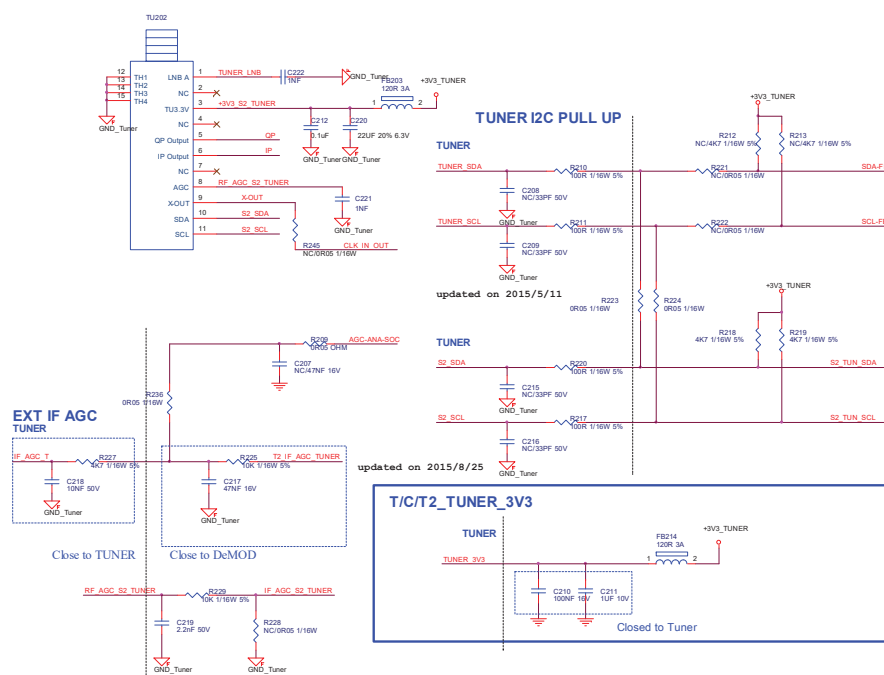 TU202
12 TH1
13 TH2
14 TH3
15 TH4
GND_Tuner
LNB A 1 TUNER_LNB
C222
1NF
GND_Tuner
NC 2
TU3.3V 3 +3V3_S2_TUNER
FB203
120R 3A
1 2
+3V3_TUNER
NC 4
C212
0.1uF
C220
22UF 20% 6.3V
GND_Tuner GND_Tuner
QP Output 5 QP
IP Output 6 IP
NC 7
AGC 8 RF_AGC_S2_TUNER
C221
1NF
GND_Tuner
X-OUT 9 X-OUT
SDA 10 S2_SDA
SCL 11 S2_SCL
R245
NC/0R05 1/16W
CLK_IN_OUT
TUNER I2C PULL UP
TUNER
+3V3_TUNER
R212
NC/4K7 1/16W 5%
R213
NC/4K7 1/16W 5%
TUNER_SDA
R210
100R 1/16W 5%
R221
NC/0R05 1/16W
SDA-F
C208
NC/33PF 50V
GND_Tuner
TUNER_SCL
R211
100R 1/16W 5%
R222
NC/0R05 1/16W
SCL-F
C209
NC/33PF 50V
GND_Tuner
updated on 2015/5/11
R223
0R05 1/16W
R224
0R05 1/16W
+3V3_TUNER
R218
4K7 1/16W 5%
R219
4K7 1/16W 5%
TUNER
S2_SDA
R220
100R 1/16W 5%
S2_TUN_SDA
C215
NC/33PF 50V
GND_Tuner
S2_SCL
R217
100R 1/16W 5%
S2_TUN_SCL
C216
NC/33PF 50V
GND_Tuner
updated on 2015/8/25
R209
0R05 OHM
AGC-ANA-SOC
C207
NC/47NF 16V
R236
0R05 1/16W
EXT IF AGC
TUNER
IF_AGC_T
R227
4K7 1/16W 5%
R225
10K 1/16W 5%
T2_IF_AGC_TUNER
C218
10NF 50V
GND_Tuner
C217
47NF 16V
GND_Tuner
Close to TUNER
Close to DeMOD
RF_AGC_S2_TUNER
R229
10K 1/16W 5%
IF_AGC_S2_TUNER
C219
2.2nF 50V
GND_Tuner
R228
NC/0R05 1/16W
GND_Tuner
T/C/T2_TUNER_3V3
TUNER
TUNER_3V3
FB214
120R 3A
1 2
+3V3_TUNER
C210
100NF 16V
C211
1UF 10V
Closed to Tuner